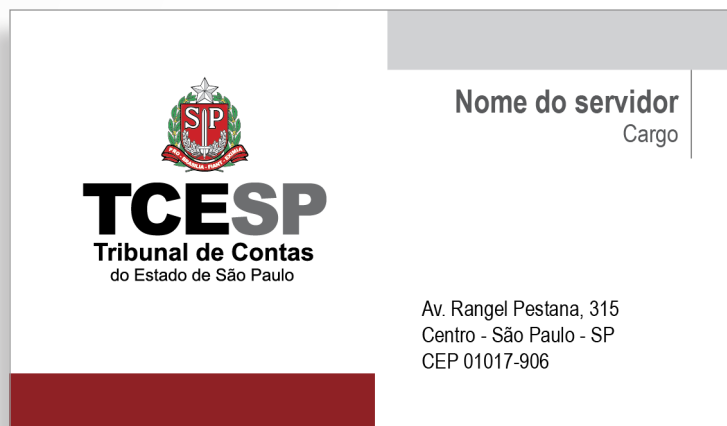 SP
PRO · BRASILIA · FIANT · EXIMIA
TCESP
Tribunal de Contas
do Estado de São Paulo
Nome do servidor
Cargo
Av. Rangel Pestana, 315
Centro - São Paulo - SP
CEP 01017-906